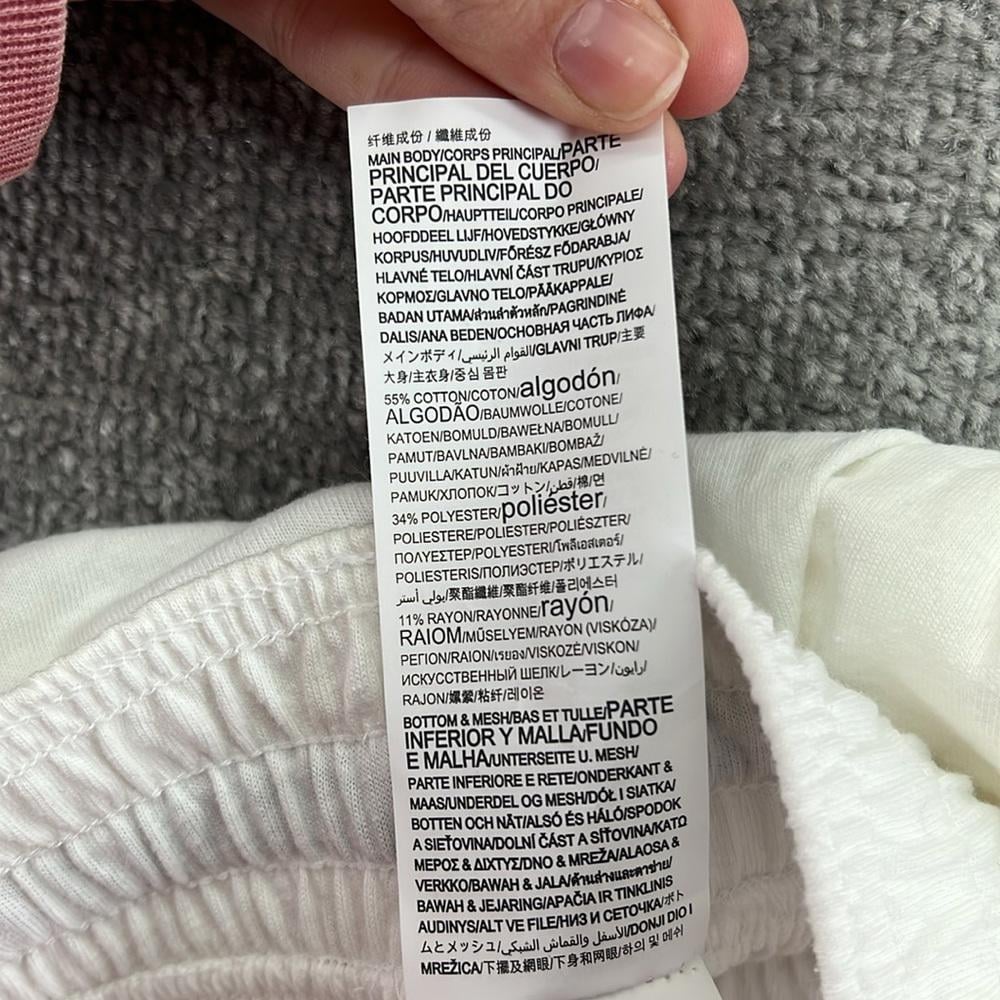 纤维成份 / 纖維成份
MAIN BODY/CORPS PRINCIPAL/PARTE
PRINCIPAL DEL CUERPO/
PARTE PRINCIPAL DO
CORPO/HAUPTTEIL/CORPO PRINCIPALE/
HOOFDDEEL LIJF/HOVEDSTYKKE/GŁÓWNY
KORPUS/HUVUDLIV/FŐRÉSZ FŐDARABJA/
HLAVNÉ TELO/HLAVNÍ ČÁST TRUPU/ΚΥΡΙΟΣ
ΚΟΡΜΟΣ/GLAVNO TELO/PÄÄKAPPALE/
BADAN UTAMA/ส่วนลำตัวหลัก/PAGRINDINĖ
DALIS/ANA BEDEN/ОСНОВНАЯ ЧАСТЬ ЛИФА/
メインボディ/القوام الرئيسي/GLAVNI TRUP/主要
大身/主衣身/중심 몸판
55% COTTON/COTON/algodón/
ALGODÃO/BAUMWOLLE/COTONE/
KATOEN/BOMULD/BAWEŁNA/BOMULL/
PAMUT/BAVLNA/ΒΑΜΒΑΚΙ/BOMBAŽ/
PUUVILLA/KATUN/ผ้าฝ้าย/KAPAS/MEDVILNĖ/
PAMUK/ХЛОПОК/コットン/قطن/棉/면
34% POLYESTER/poliéster/
POLIESTERE/POLIESTER/POLIÉSZTER/
ΠΟΛΥΕΣΤΕΡ/POLYESTERI/โพลีเอสเตอร์/
POLIESTERIS/ПОЛИЭСТЕР/ポリエステル/
بولي أستر/聚酯纖維/聚酯纤维/폴리에스터
11% RAYON/RAYONNE/rayón/
RAIOM/MŰSELYEM/RAYON (VISKÓZA)/
ΡΕΓΙΟΝ/RAION/เรยอง/VISKOZĖ/VISKON/
ИСКУССТВЕННЫЙ ШЕЛК/レーヨン/رايون/
RAJON/嫘縈/粘纤/레이온
BOTTOM & MESH/BAS ET TULLE/PARTE
INFERIOR Y MALLA/FUNDO
E MALHA/UNTERSEITE U. MESH/
PARTE INFERIORE E RETE/ONDERKANT &
MAAS/UNDERDEL OG MESH/DÓŁ I SIATKA/
BOTTEN OCH NÄT/ALSÓ ÉS HÁLÓ/SPODOK
A SIEŤOVINA/DOLNÍ ČÁST A SÍŤOVINA/ΚΑΤΩ
ΜΕΡΟΣ & ΔΙΧΤΥΣ/DNO & MREŽA/ALAOSA &
VERKKO/BAWAH & JALA/ด้านล่างและตาข่าย/
BAWAH & JEJARING/APAČIA IR TINKLINIS
AUDINYS/ALT VE FILE/НИЗ И СЕТОЧКА/ボト
ムとメッシュ/الأسفل والقماش الشبكي/DONJI DIO I
MREŽICA/下擺及網眼/下身和网眼/하의 및 메쉬